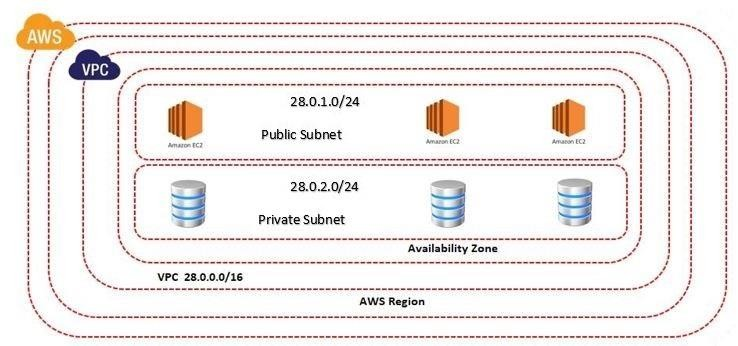 AWS
VPC
28.0.1.0/24
Public Subnet
Amazon EC2
Amazon EC2
Amazon EC2
28.0.2.0/24
Private Subnet
Availability Zone
VPC 28.0.0.0/16
AWS Region